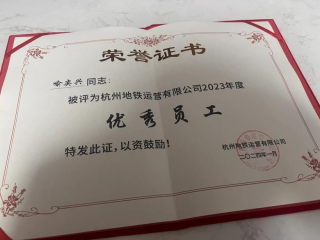 荣誉证书
同志:
被评为杭州地铁运营有限公司2023年度
优秀员工
特发此证,以资鼓励!
杭州地铁运营有限公司
二〇二四年一月